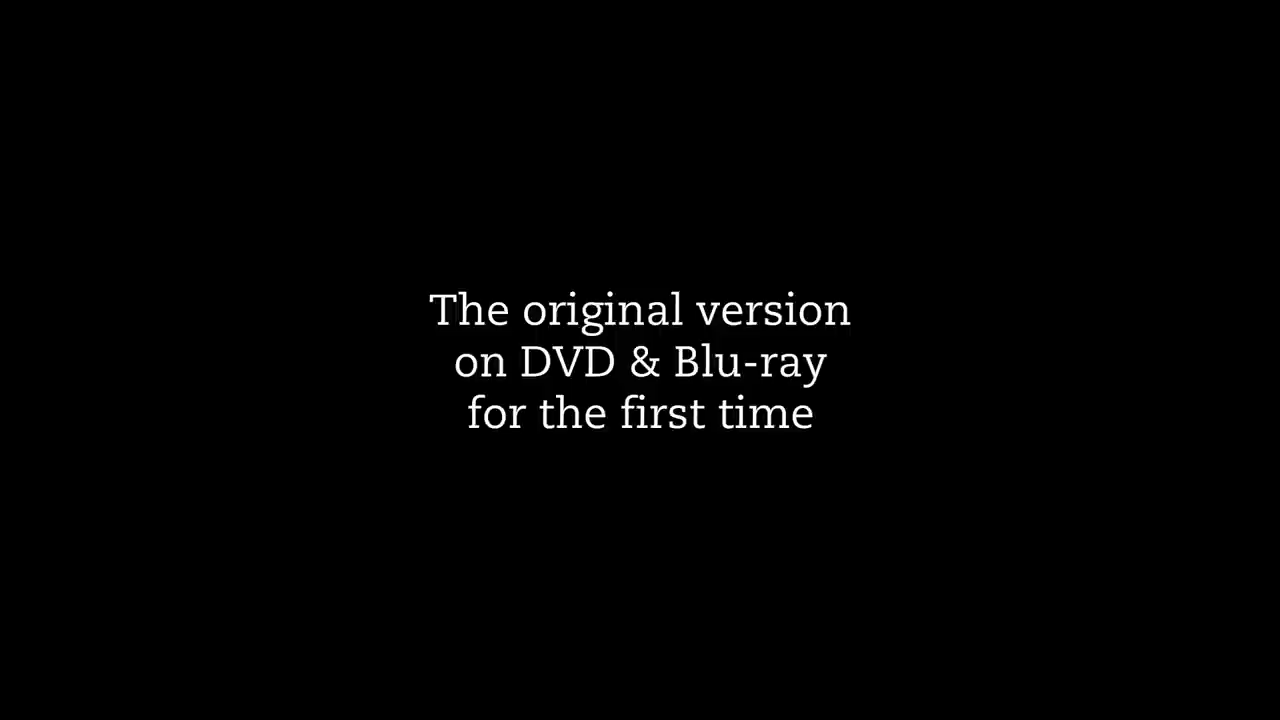 The original version
on DVD & Blu-ray
for the first time